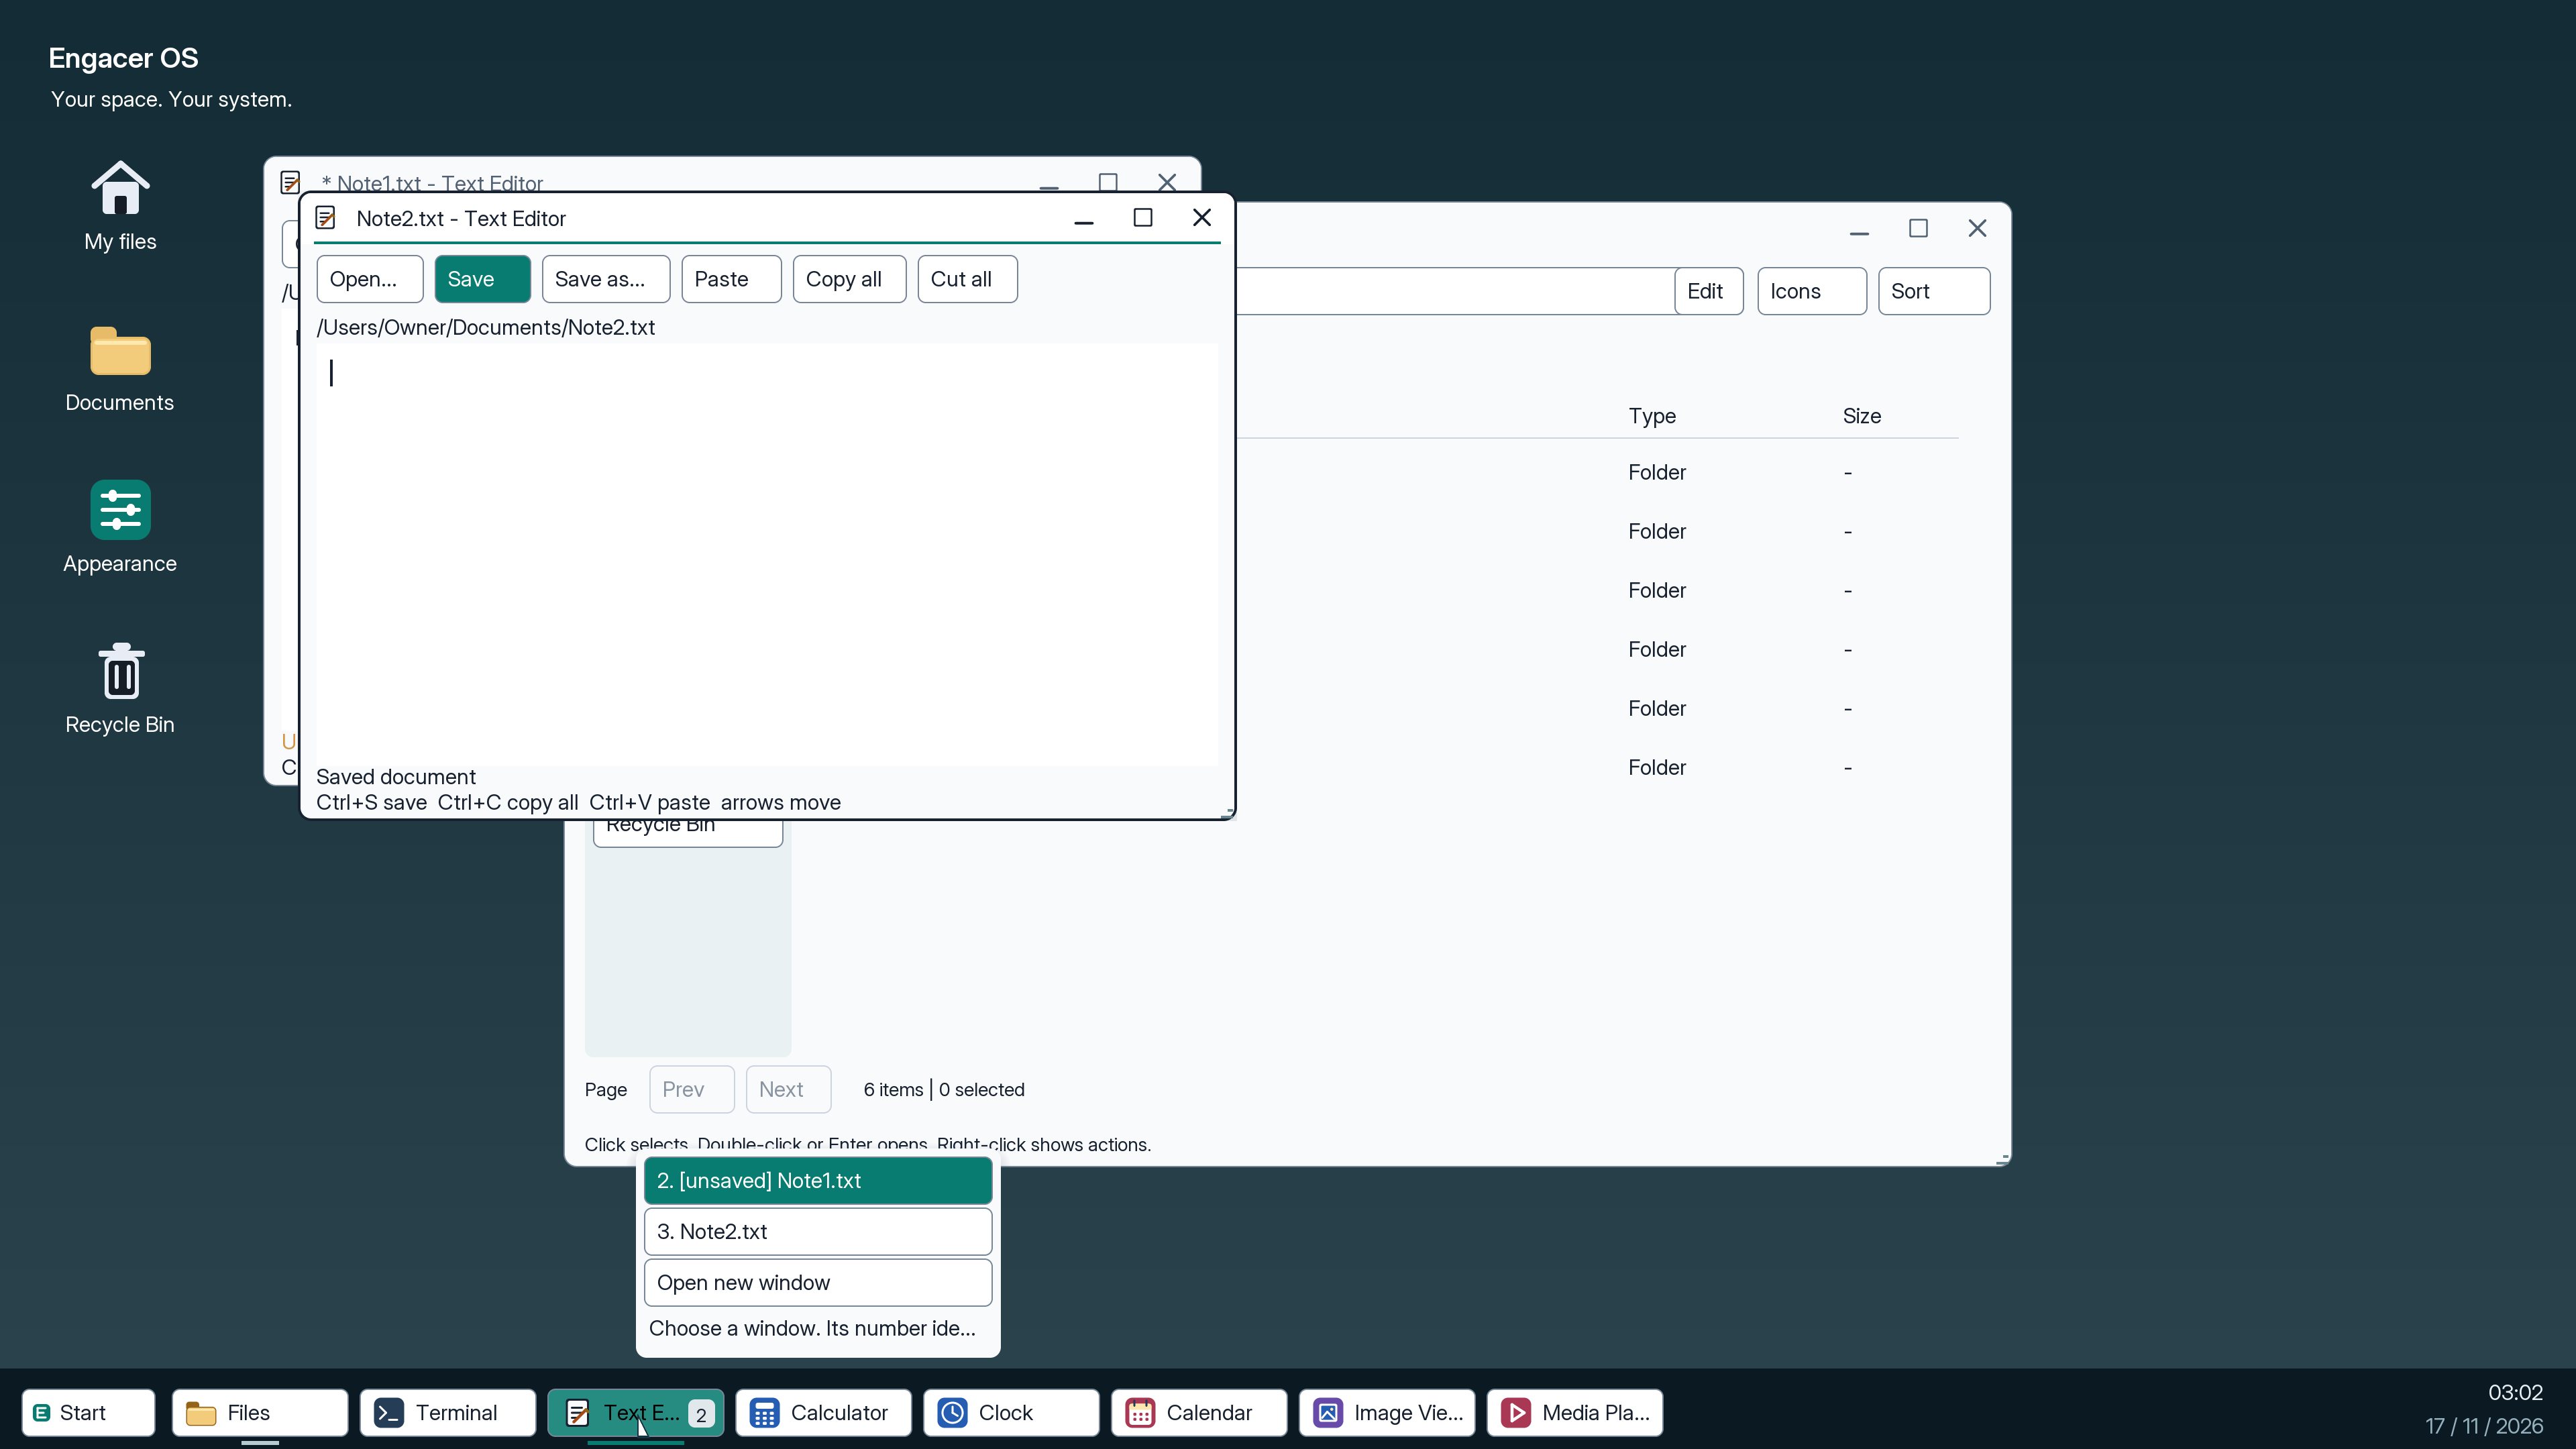 Engacer OS
Your space. Your system.
My files
Documents
Appearance
Recycle Bin
* Note1.txt - Text Editor
Note2.txt - Text Editor
Open...
Save
Save as...
Paste
Copy all
Cut all
/Users/Owner/Documents/Note2.txt
Saved document
Ctrl+S save Ctrl+C copy all Ctrl+V paste arrows move
Edit
Icons
Sort
Type
Size
Folder -
Folder -
Folder -
Folder -
Folder -
Folder -
Recycle Bin
Page
Prev
Next
6 items | 0 selected
Click selects. Double-click or Enter opens. Right-click shows actions.
2. [unsaved] Note1.txt
3. Note2.txt
Open new window
Choose a window. Its number ide...
Start
Files
Terminal
Text E... 2
Calculator
Clock
Calendar
Image Vie...
Media Pla...
03:02
17 / 11 / 2026